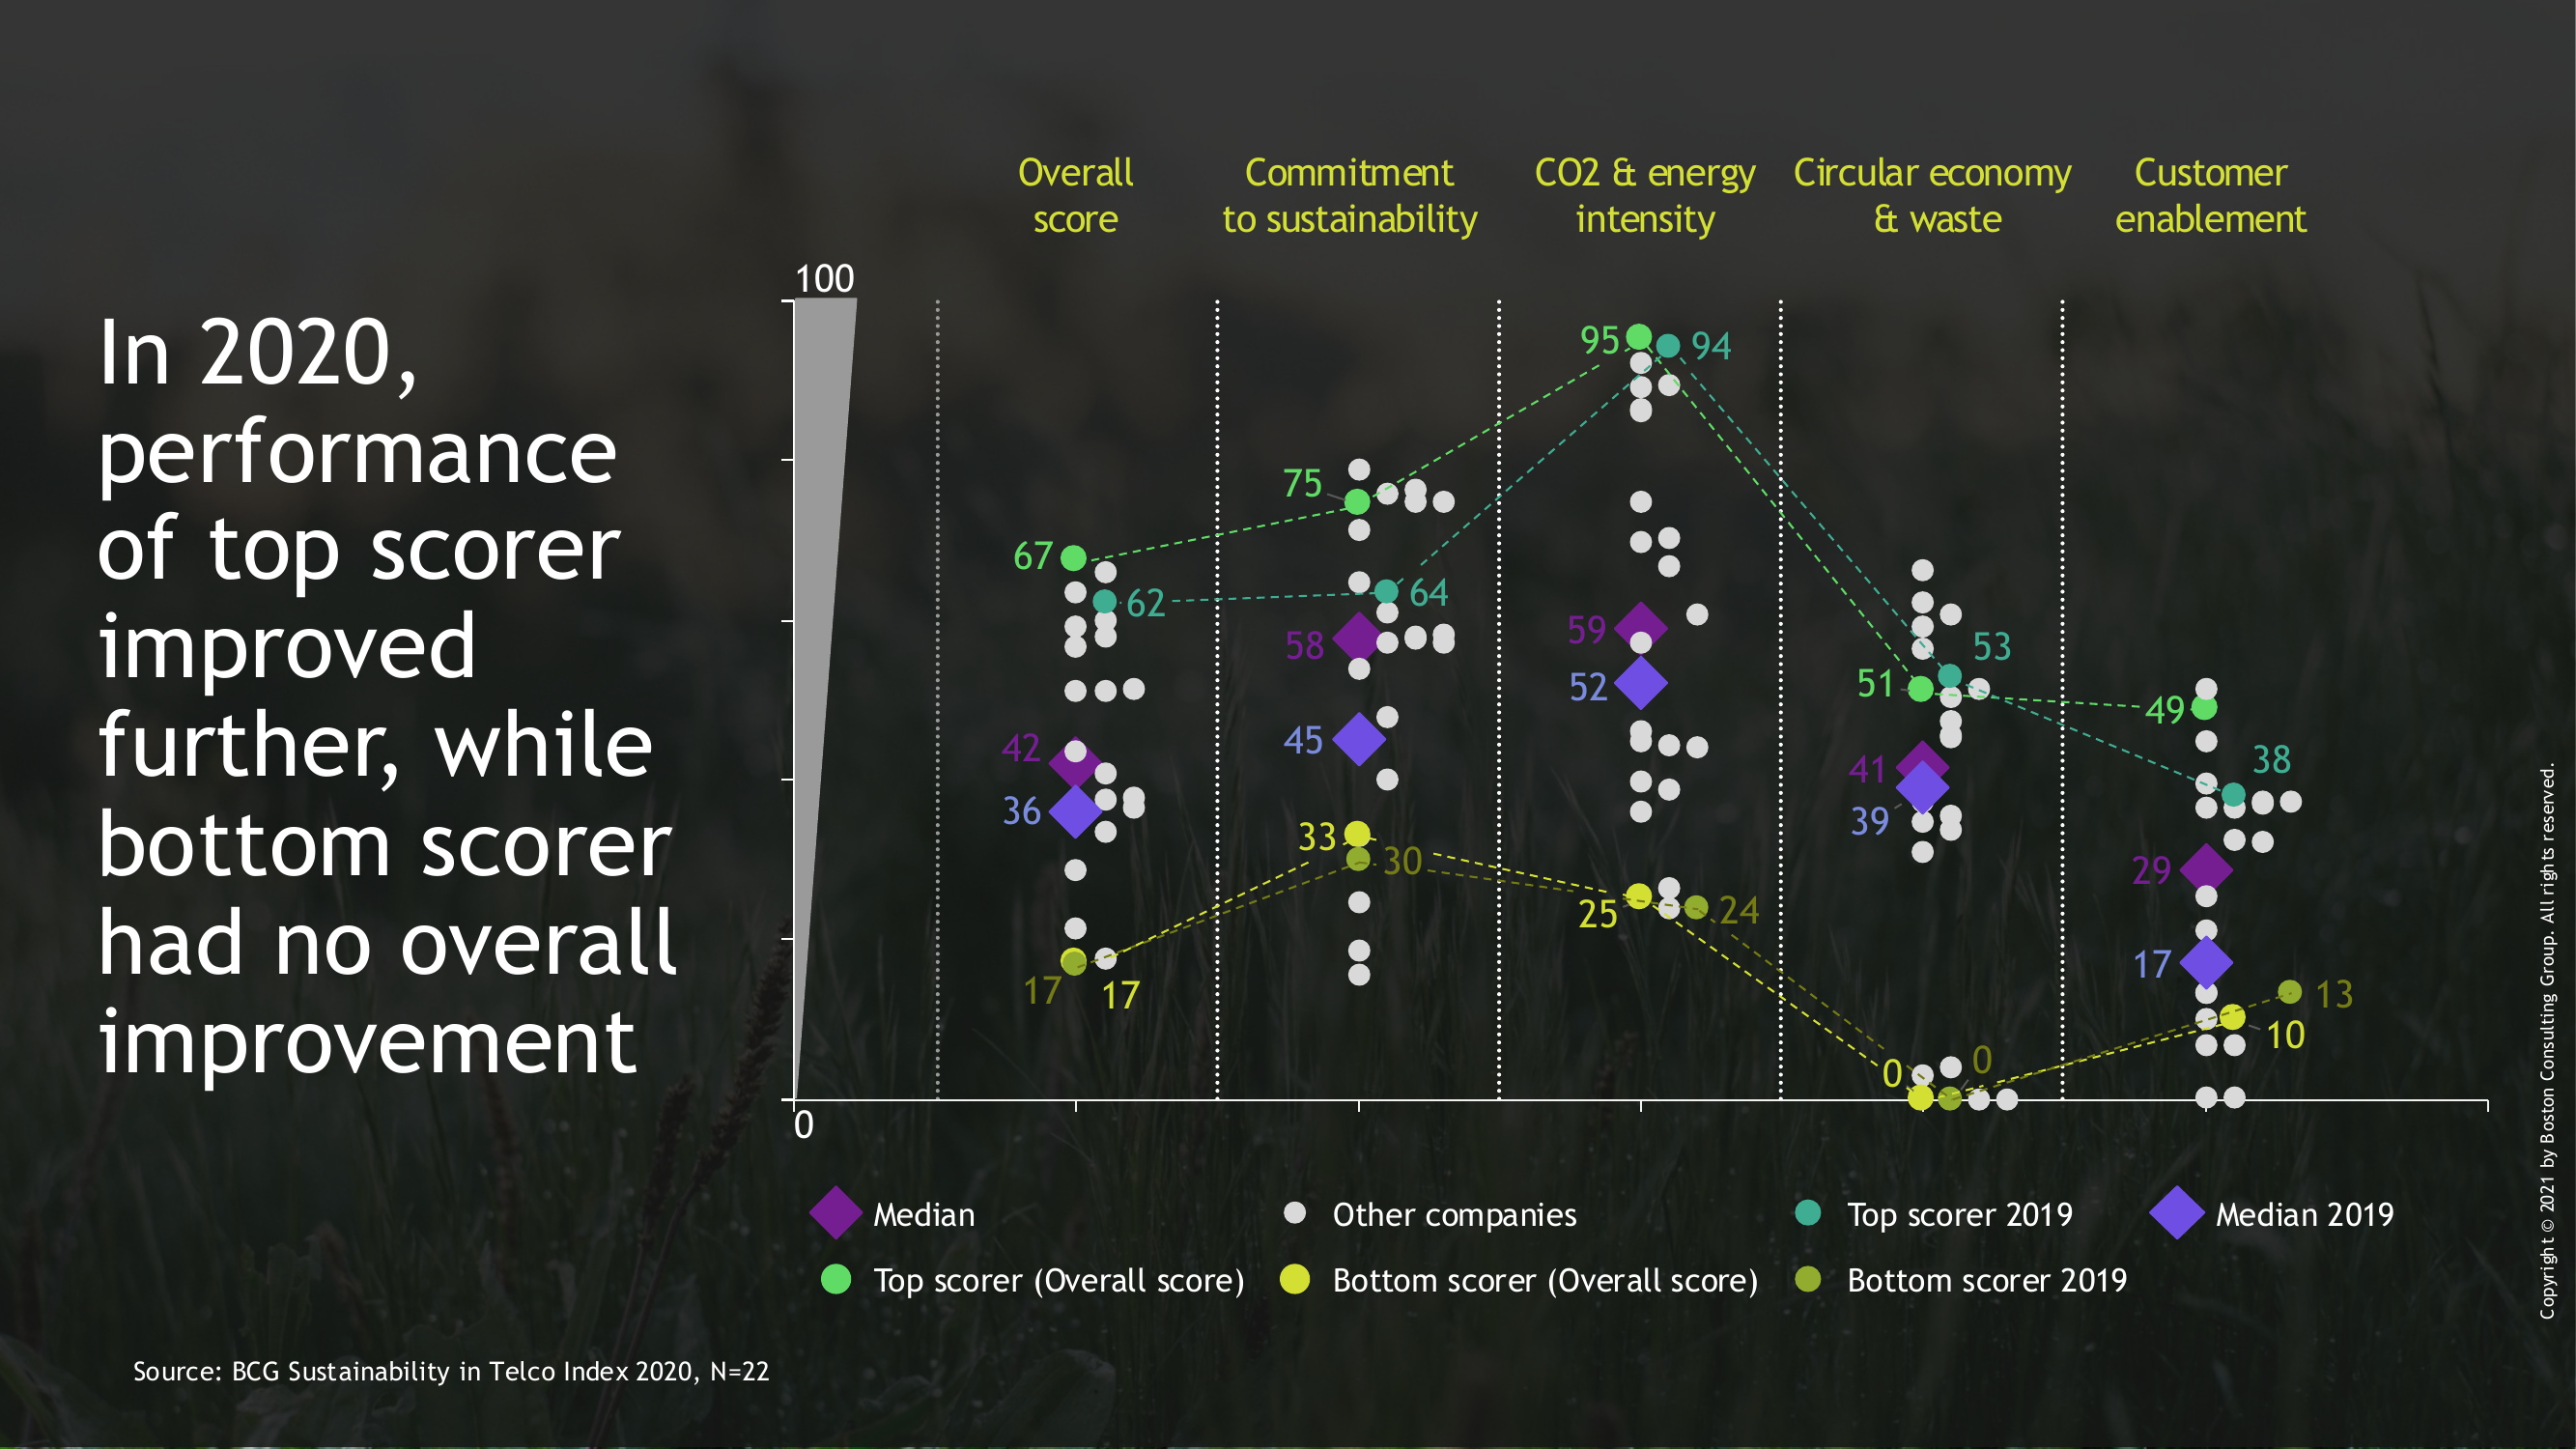 In 2020,
performance
of top scorer
improved
further, while
bottom scorer
had no overall
improvement
Overall
score
Commitment
to sustainability
CO2 & energy
intensity
Circular economy
& waste
Customer
enablement
100
0
67
62
42
36
17
17
75
64
58
45
33
30
95
94
59
52
25
24
53
51
41
39
0
0
49
38
29
17
13
10
Median
Other companies
Top scorer 2019
Median 2019
Top scorer (Overall score)
Bottom scorer (Overall score)
Bottom scorer 2019
Source: BCG Sustainability in Telco Index 2020, N=22
Copyright © 2021 by Boston Consulting Group. All rights reserved.